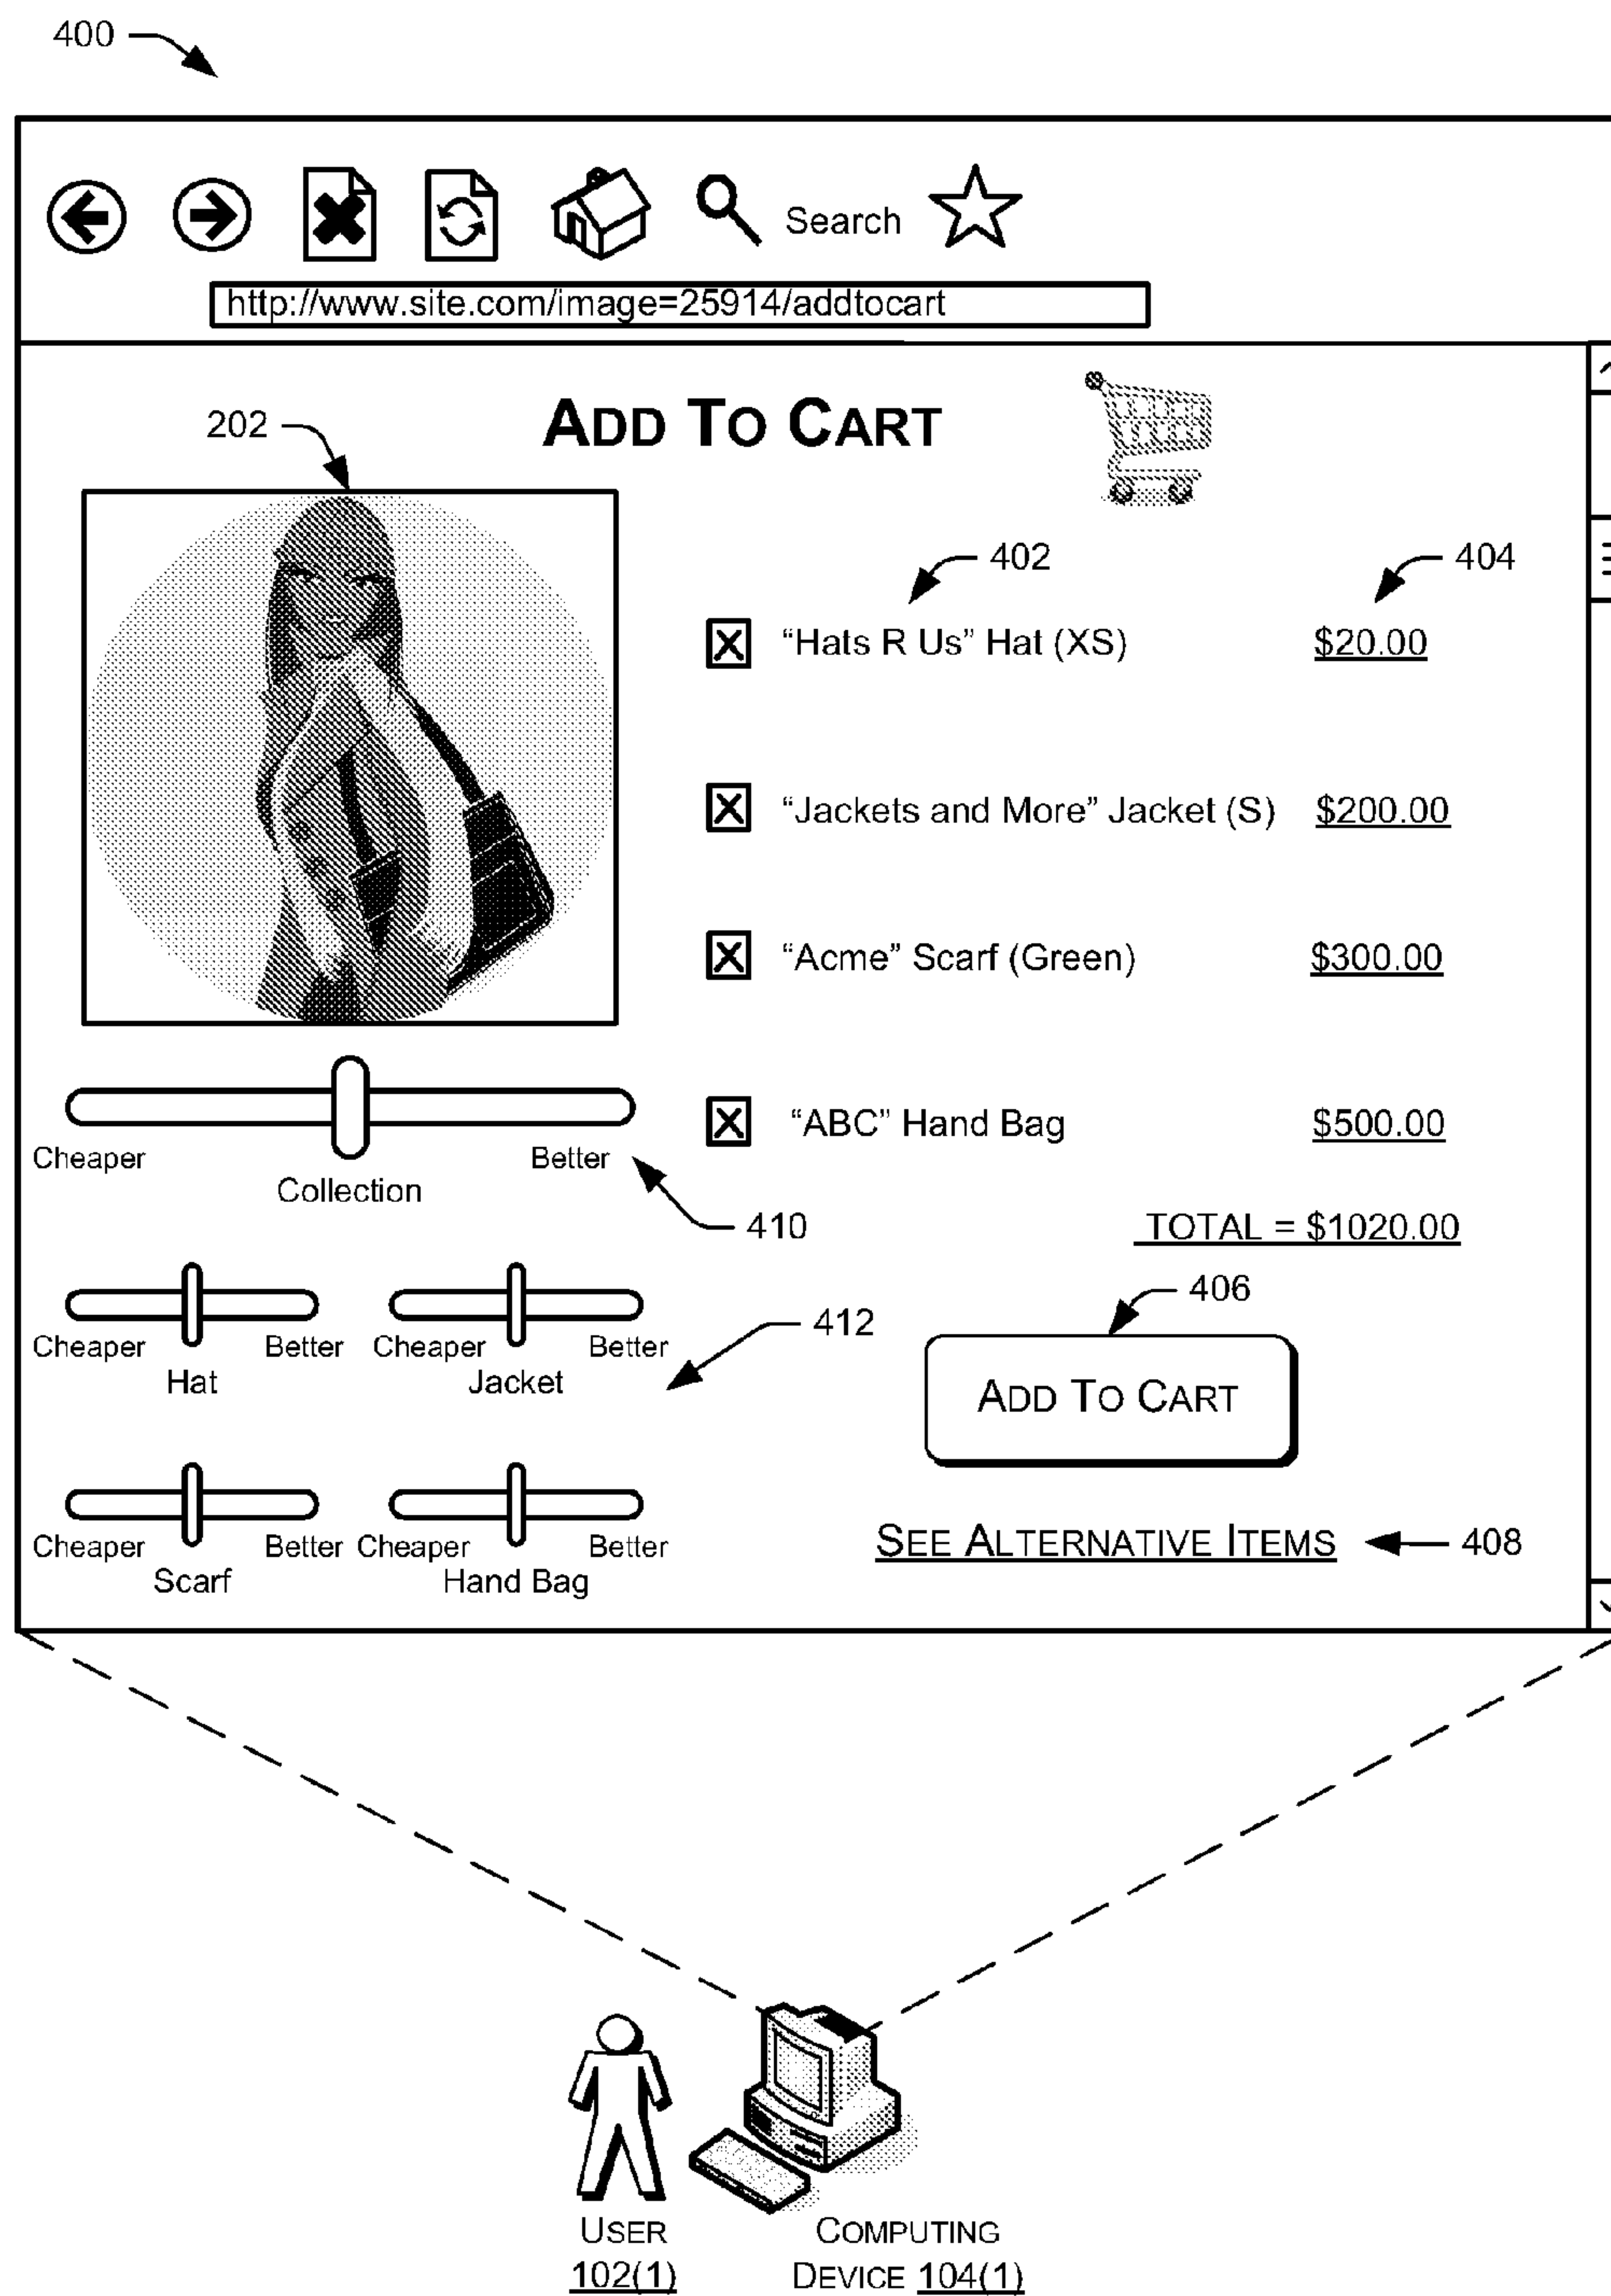 400
Search
http://www.site.com/image=25914/addtocart
ADD TO CART
202
402
404
"Hats R Us" Hat (XS) $20.00
"Jackets and More" Jacket (S) $200.00
"Acme" Scarf (Green) $300.00
"ABC" Hand Bag $500.00
Cheaper Better
Collection
410
TOTAL = $1020.00
406
412
Cheaper Better Cheaper Better
Hat Jacket
ADD TO CART
Cheaper Better Cheaper Better
Scarf Hand Bag
SEE ALTERNATIVE ITEMS 408
USER
102(1)
COMPUTING
DEVICE 104(1)